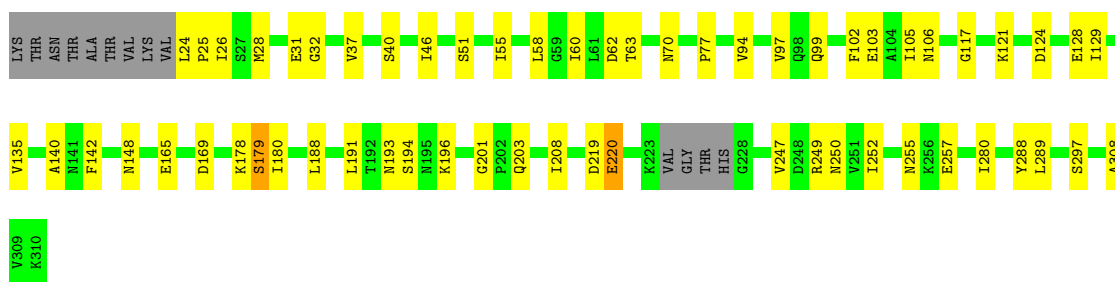 LYS THR ASN THR ALA THR VAL LYS VAL L24 P25 I26 S27 M28 E31 G32 V37 S40 I46 S51 I55 L58 G59 I60 L61 D62 T63 N70 P77 V94 V97 Q98 Q99 F102 E103 A104 I105 N106 G117 K121 D124 E128 I129
V135 A140 N141 F142 N148 E165 D169 K178 S179 I180 L188 L191 T192 N193 S194 N195 K196 G201 P202 Q203 I208 D219 E220 K223 VAL GLY THR HIS G228 V247 D248 R249 N250 V251 I252 N255 K256 E257 I280 Y288 L289 S297 A308
V309 K310